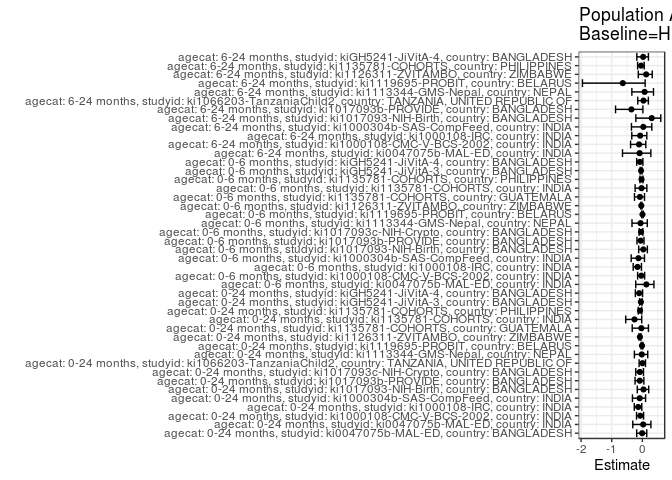 Population A
Baseline=H
agecat: 6-24 months, studyid: kiGH5241-JiVitA-4, country: BANGLADESH
agecat: 6-24 months, studyid: ki1135781-COHORTS, country: PHILIPPINES
agecat: 6-24 months, studyid: ki1126311-ZVITAMBO, country: ZIMBABWE
agecat: 6-24 months, studyid: ki1119695-PROBIT, country: BELARUS
agecat: 6-24 months, studyid: ki1113344-GMS-Nepal, country: NEPAL
agecat: 6-24 months, studyid: ki1066203-TanzaniaChild2, country: TANZANIA, UNITED REPUBLIC OF
agecat: 6-24 months, studyid: ki1017093b-PROVIDE, country: BANGLADESH
agecat: 6-24 months, studyid: ki1017093-NIH-Birth, country: BANGLADESH
agecat: 6-24 months, studyid: ki1000304b-SAS-CompFeed, country: INDIA
agecat: 6-24 months, studyid: ki1000108-IRC, country: INDIA
agecat: 6-24 months, studyid: ki1000108-CMC-V-BCS-2002, country: INDIA
agecat: 6-24 months, studyid: ki0047075b-MAL-ED, country: INDIA
agecat: 0-6 months, studyid: kiGH5241-JiVitA-4, country: BANGLADESH
agecat: 0-6 months, studyid: kiGH5241-JiVitA-3, country: BANGLADESH
agecat: 0-6 months, studyid: ki1135781-COHORTS, country: PHILIPPINES
agecat: 0-6 months, studyid: ki1135781-COHORTS, country: INDIA
agecat: 0-6 months, studyid: ki1135781-COHORTS, country: GUATEMALA
agecat: 0-6 months, studyid: ki1126311-ZVITAMBO, country: ZIMBABWE
agecat: 0-6 months, studyid: ki1119695-PROBIT, country: BELARUS
agecat: 0-6 months, studyid: ki1113344-GMS-Nepal, country: NEPAL
agecat: 0-6 months, studyid: ki1017093c-NIH-Crypto, country: BANGLADESH
agecat: 0-6 months, studyid: ki1017093b-PROVIDE, country: BANGLADESH
agecat: 0-6 months, studyid: ki1017093-NIH-Birth, country: BANGLADESH
agecat: 0-6 months, studyid: ki1000304b-SAS-CompFeed, country: INDIA
agecat: 0-6 months, studyid: ki1000108-IRC, country: INDIA
agecat: 0-6 months, studyid: ki1000108-CMC-V-BCS-2002, country: INDIA
agecat: 0-6 months, studyid: ki0047075b-MAL-ED, country: INDIA
agecat: 0-24 months, studyid: kiGH5241-JiVitA-4, country: BANGLADESH
agecat: 0-24 months, studyid: kiGH5241-JiVitA-3, country: BANGLADESH
agecat: 0-24 months, studyid: ki1135781-COHORTS, country: PHILIPPINES
agecat: 0-24 months, studyid: ki1135781-COHORTS, country: INDIA
agecat: 0-24 months, studyid: ki1135781-COHORTS, country: GUATEMALA
agecat: 0-24 months, studyid: ki1126311-ZVITAMBO, country: ZIMBABWE
agecat: 0-24 months, studyid: ki1119695-PROBIT, country: BELARUS
agecat: 0-24 months, studyid: ki1113344-GMS-Nepal, country: NEPAL
agecat: 0-24 months, studyid: ki1066203-TanzaniaChild2, country: TANZANIA, UNITED REPUBLIC OF
agecat: 0-24 months, studyid: ki1017093c-NIH-Crypto, country: BANGLADESH
agecat: 0-24 months, studyid: ki1017093b-PROVIDE, country: BANGLADESH
agecat: 0-24 months, studyid: ki1017093-NIH-Birth, country: BANGLADESH
agecat: 0-24 months, studyid: ki1000304b-SAS-CompFeed, country: INDIA
agecat: 0-24 months, studyid: ki1000108-IRC, country: INDIA
agecat: 0-24 months, studyid: ki1000108-CMC-V-BCS-2002, country: INDIA
agecat: 0-24 months, studyid: ki0047075b-MAL-ED, country: INDIA
agecat: 0-24 months, studyid: ki0047075b-MAL-ED, country: BANGLADESH
-2 -1 0
Estimate